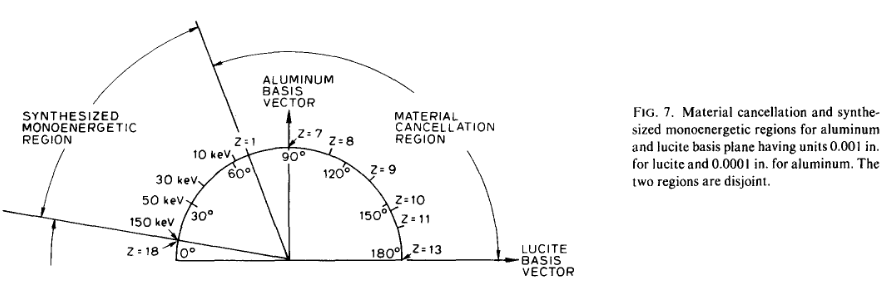 ALUMINUM
BASIS
VECTOR
SYNTHESIZED
MONOENERGETIC
REGION
MATERIAL
CANCELLATION
REGION
Z=1
Z=7
Z=8
10 keV
60°
90°
120°
Z=9
30 keV
50 keV
30°
150°
Z=10
Z=11
150 keV
Z=18
0°
180°
Z=13
LUCITE
BASIS
VECTOR
FIG. 7. Material cancellation and synthe-
sized monoenergetic regions for aluminum
and lucite basis plane having units 0.001 in.
for lucite and 0.0001 in. for aluminum. The
two regions are disjoint.